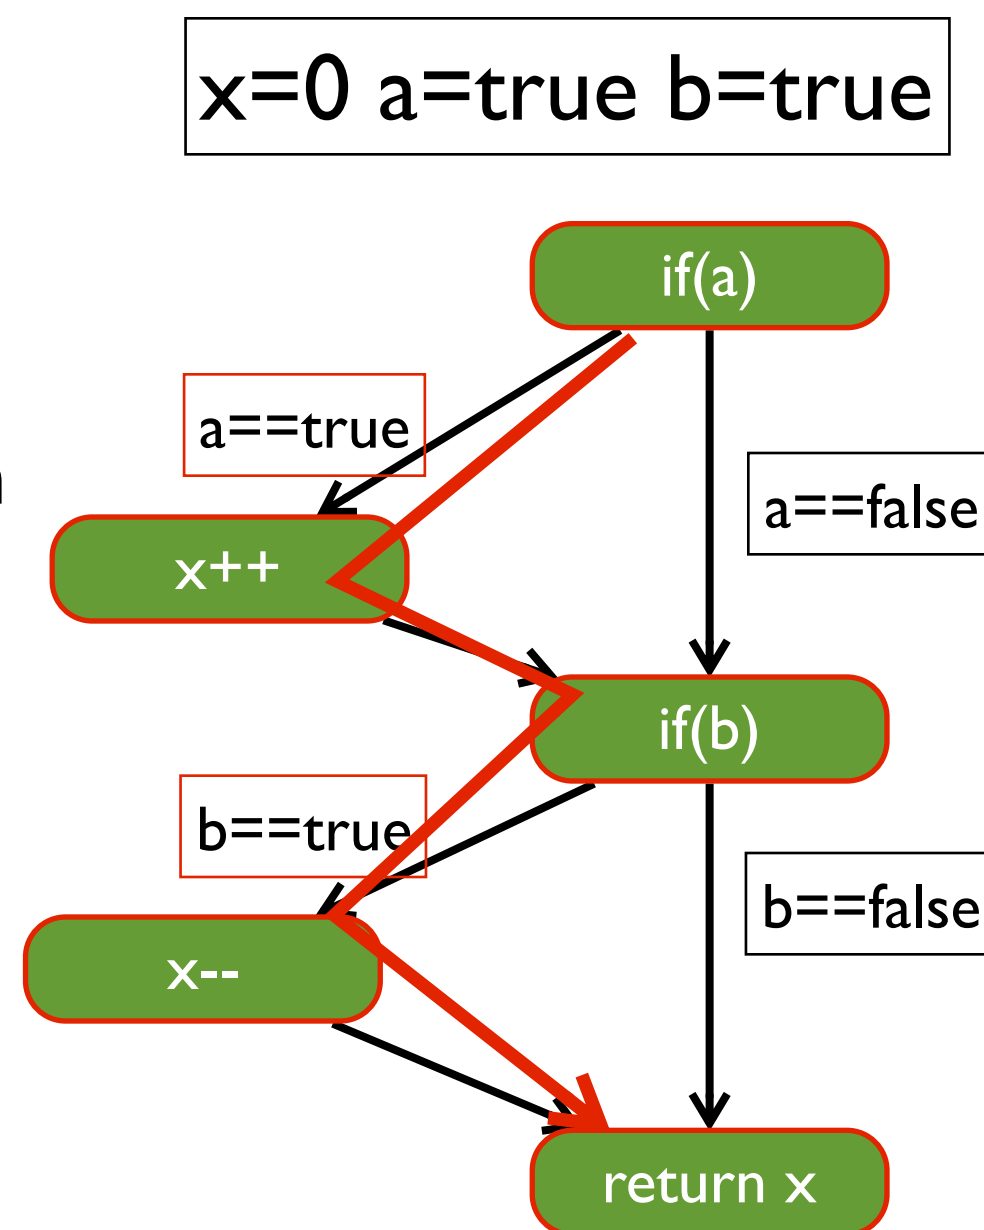 x=0 a=true b=true
if(a)
a==true
a==false
x++
if(b)
b==true
b==false
x--
return x